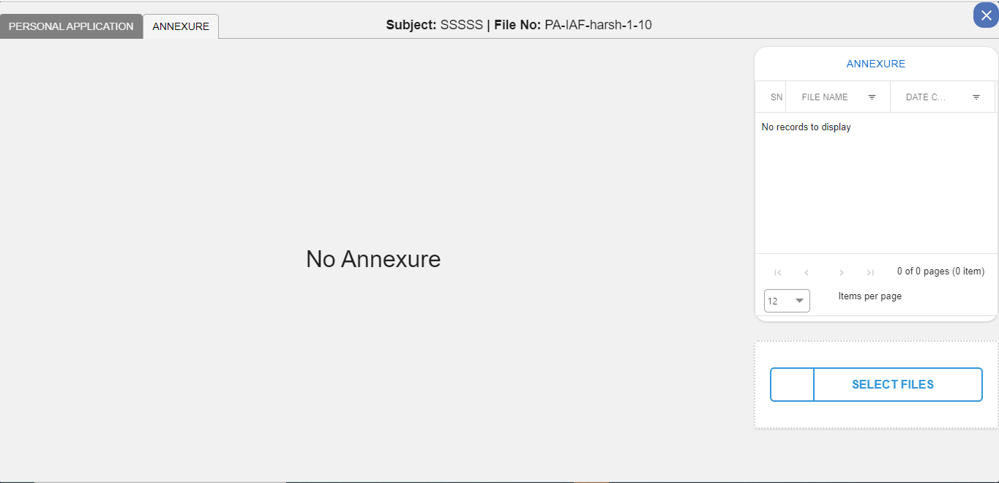 PERSONAL APPLICATION
ANNEXURE
Subject: SSSSS | File No: PA-IAF-harsh-1-10
ANNEXURE
SN FILE NAME DATE C...
No records to display
No Annexure
0 of 0 pages (0 item)
12 Items per page
SELECT FILES